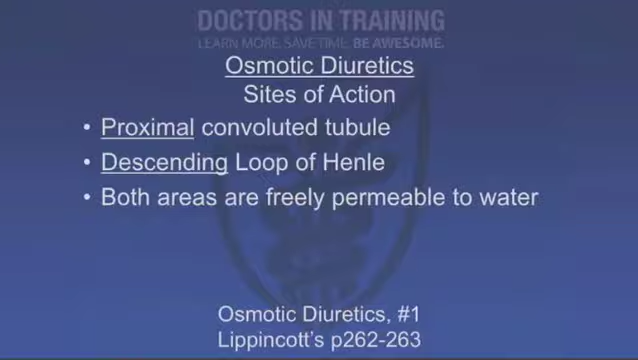 DOCTORS IN TRAINING
LEARN MORE. SAVE TIME. BE AWESOME.
Osmotic Diuretics
Sites of Action
• Proximal convoluted tubule
• Descending Loop of Henle
• Both areas are freely permeable to water
Osmotic Diuretics, #1
Lippincott's p262-263